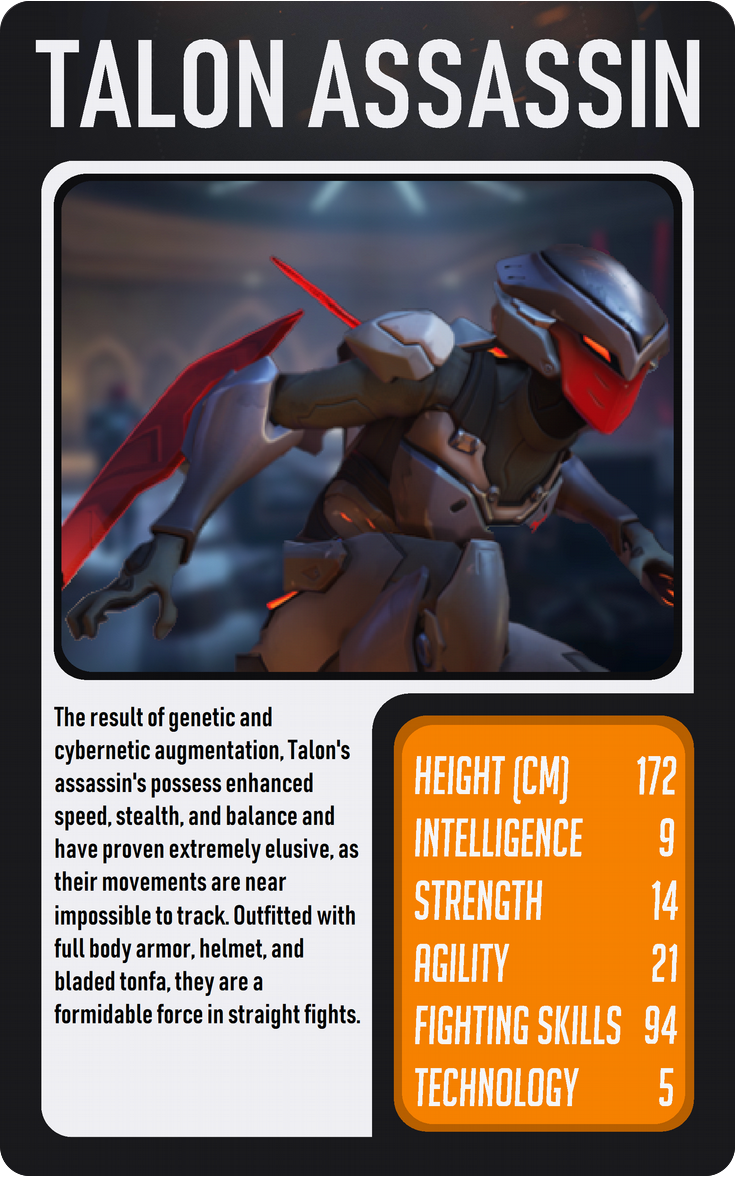 TALON ASSASSIN
The result of genetic and
cybernetic augmentation, Talon's
assassin's possess enhanced
speed, stealth, and balance and
have proven extremely elusive, as
their movements are near
impossible to track. Outfitted with
full body armor, helmet, and
bladed tonfa, they are a
formidable force in straight fights.
HEIGHT (CM) 172
INTELLIGENCE 9
STRENGTH 14
AGILITY 21
FIGHTING SKILLS 94
TECHNOLOGY 5